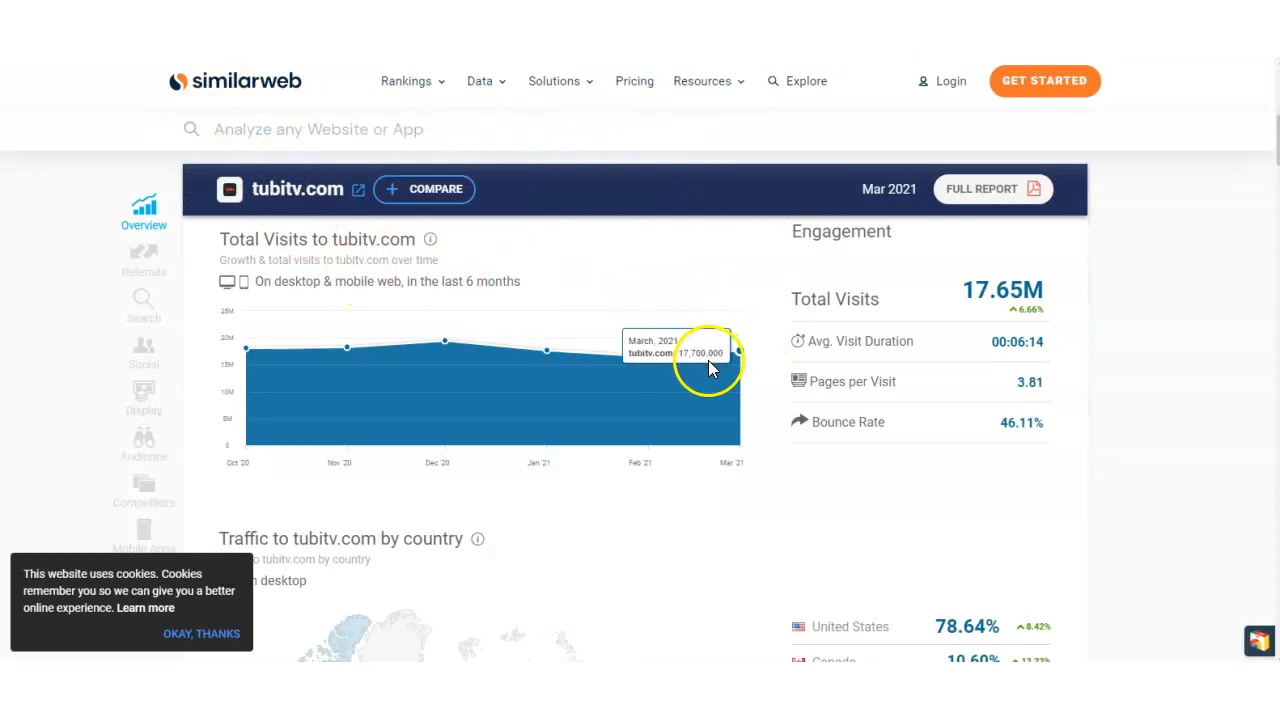 similarweb
Rankings Data Solutions Pricing Resources Explore Login GET STARTED
Analyze any Website or App
tubitv.com + COMPARE Mar 2021 FULL REPORT
Overview
Referrals
Search
Social
Display
Audience
Competitors
Mobile Apps
Total Visits to tubitv.com
Growth & total visits to tubitv.com over time
On desktop & mobile web, in the last 6 months
25M
20M
15M
10M
5M
0
Oct '20 Nov '20 Dec '20 Jan '21 Feb '21 Mar '21
March, 2021
tubitv.com: 17,700,000
Engagement
Total Visits 17.65M
6.66%
Avg. Visit Duration 00:06:14
Pages per Visit 3.81
Bounce Rate 46.11%
Traffic to tubitv.com by country
to tubitv.com by country
desktop
United States 78.64% 8.42%
Canada 10.60% 13.23%
This website uses cookies. Cookies
remember you so we can give you a better
online experience. Learn more
OKAY, THANKS